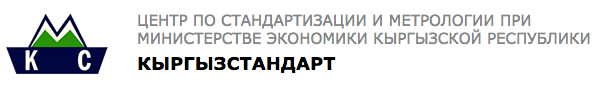 К С
ЦЕНТР ПО СТАНДАРТИЗАЦИИ И МЕТРОЛОГИИ ПРИ
МИНИСТЕРСТВЕ ЭКОНОМИКИ КЫРГЫЗСКОЙ РЕСПУБЛИКИ
КЫРГЫЗСТАНДАРТ